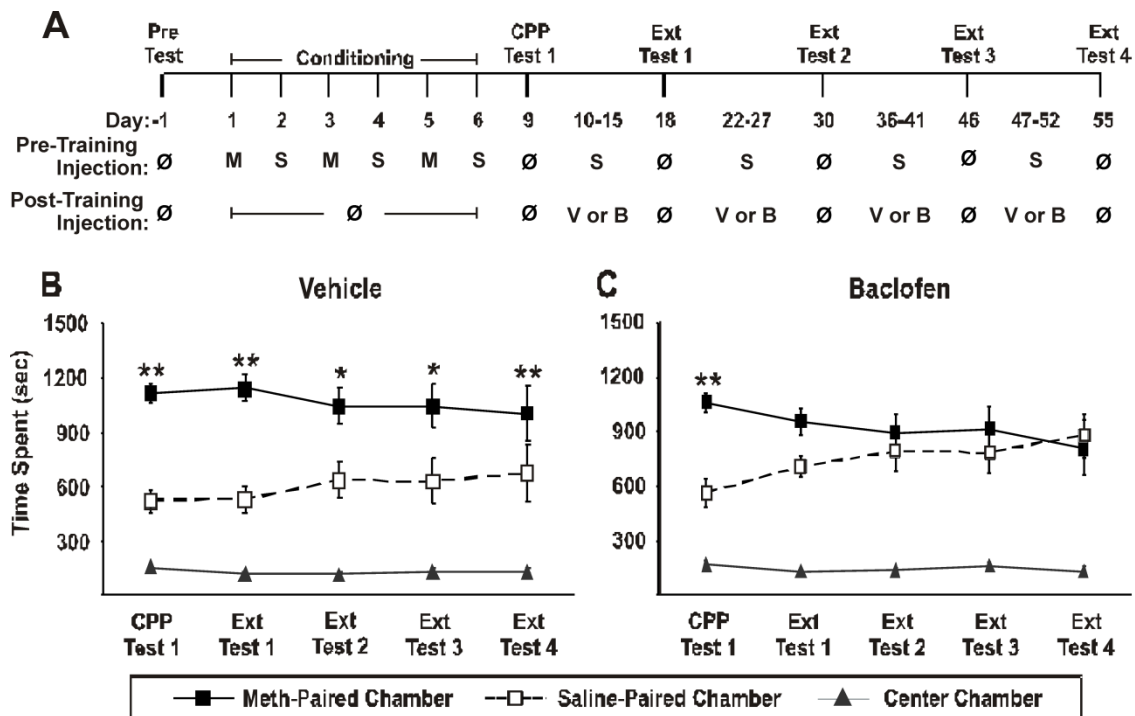 A
Pre Test
Conditioning
CPP Test 1
Ext Test 1
Ext Test 2
Ext Test 3
Ext Test 4
Day: -1 1 2 3 4 5 6 9 10-15 18 22-27 30 36-41 46 47-52 55
Pre-Training
Injection: Ø M S M S M S Ø S Ø S Ø S Ø S Ø
Post-Training
Injection: Ø Ø Ø V or B Ø V or B Ø V or B Ø V or B Ø
B
Vehicle
Time Spent (sec)
1500
1200
900
600
300
** ** * * **
CPP Ext Ext Ext Ext
Test 1 Test 1 Test 2 Test 3 Test 4
C
Baclofen
1500
1200
900
600
300
**
CPP Ext Ext Ext Ext
Test 1 Test 1 Test 2 Test 3 Test 4
Meth-Paired Chamber Saline-Paired Chamber Center Chamber